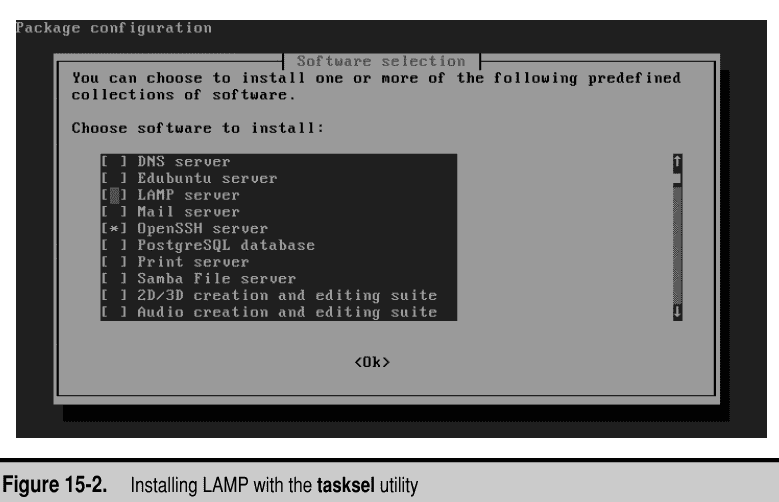 Package configuration
Software selection
You can choose to install one or more of the following predefined
collections of software.
Choose software to install:
[ ] DNS server
[ ] Edubuntu server
[ ] LAMP server
[ ] Mail server
[*] OpenSSH server
[ ] PostgreSQL database
[ ] Print server
[ ] Samba File server
[ ] 2D/3D creation and editing suite
[ ] Audio creation and editing suite
<Ok>
Figure 15-2. Installing LAMP with the tasksel utility